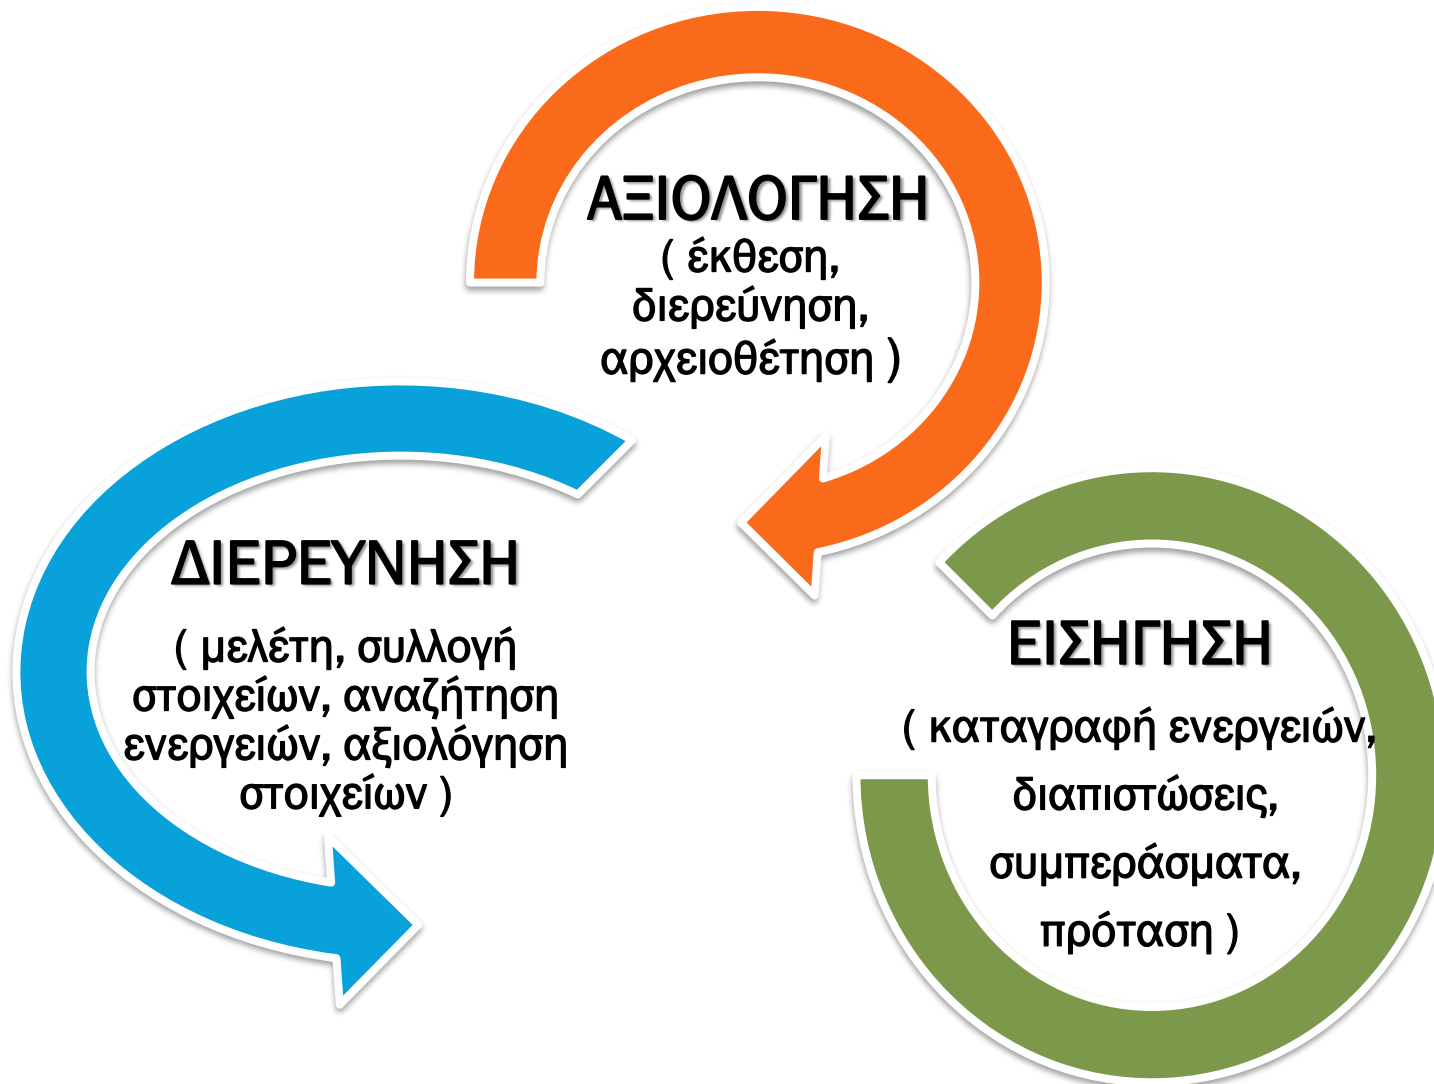 ΑΞΙΟΛΟΓΗΣΗ
( έκθεση,
διερεύνηση,
αρχειοθέτηση )
ΔΙΕΡΕΥΝΗΣΗ
( μελέτη, συλλογή
στοιχείων, αναζήτηση
ενεργειών, αξιολόγηση
στοιχείων )
ΕΙΣΗΓΗΣΗ
( καταγραφή ενεργειών,
διαπιστώσεις,
συμπεράσματα,
πρόταση )